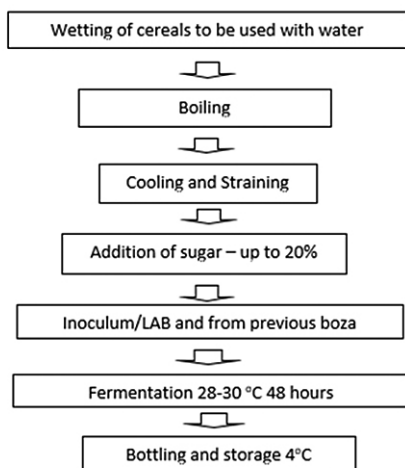 Wetting of cereals to be used with water
Boiling
Cooling and Straining
Addition of sugar – up to 20%
Inoculum/LAB and from previous boza
Fermentation 28-30 °C 48 hours
Bottling and storage 4°C